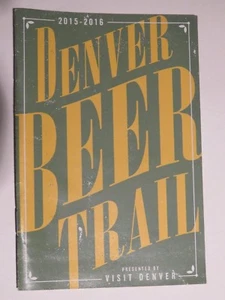 2015-2016
DENVER
BEER
TRAIL
PRESENTED BY
VISIT DENVER